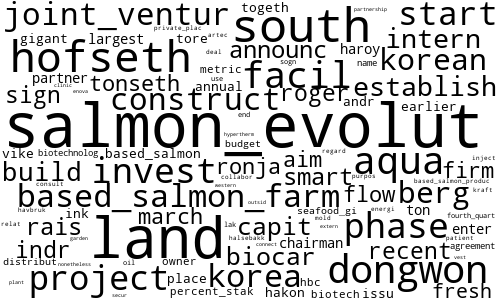 togeth private_plac partnership
joint_ventur south start
gigant largest tore artec deal name
hofseth announc haroy intern
metric sogn korean
partner tonseth facil
use annual
sign construct roger establish
clinic enova andr earlier
salmon_evolut
end hypertherm budget regard inject
vike biotechnolog based_salmon ronja aim aqua firm
build invest smart
collabor purpos based_salmon_produc
consult western kraft
based_salmon_farm flow berg
havbruk outsid energi
ink march seafood_gi ton fourth_quart
relat rais capit mold extern phase enter
land lak
garden halsebakk chairman patient
indr connect recent agreement
biocar
distribut nonetheless oil owner vest
project place korea hbc dongwon
plant percent_stak hakon biotech issu fresh
secur